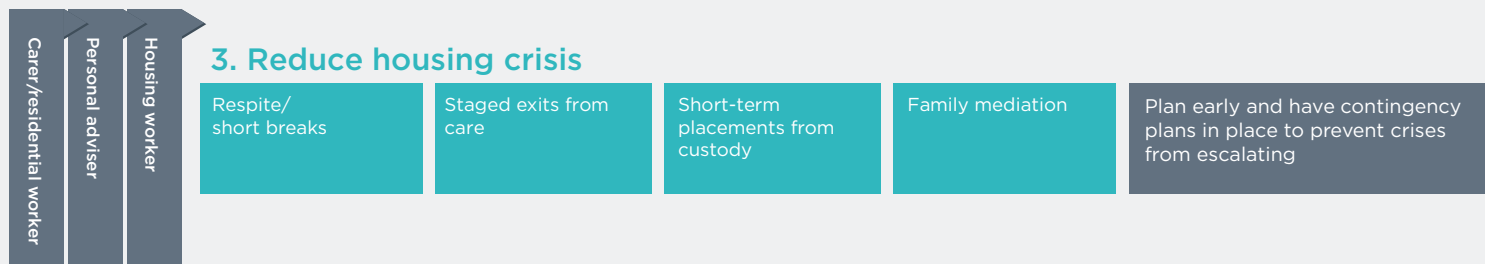 Carer/residential worker
Personal adviser
Housing worker
3. Reduce housing crisis
Respite/
short breaks
Staged exits from
care
Short-term
placements from
custody
Family mediation
Plan early and have contingency
plans in place to prevent crises
from escalating